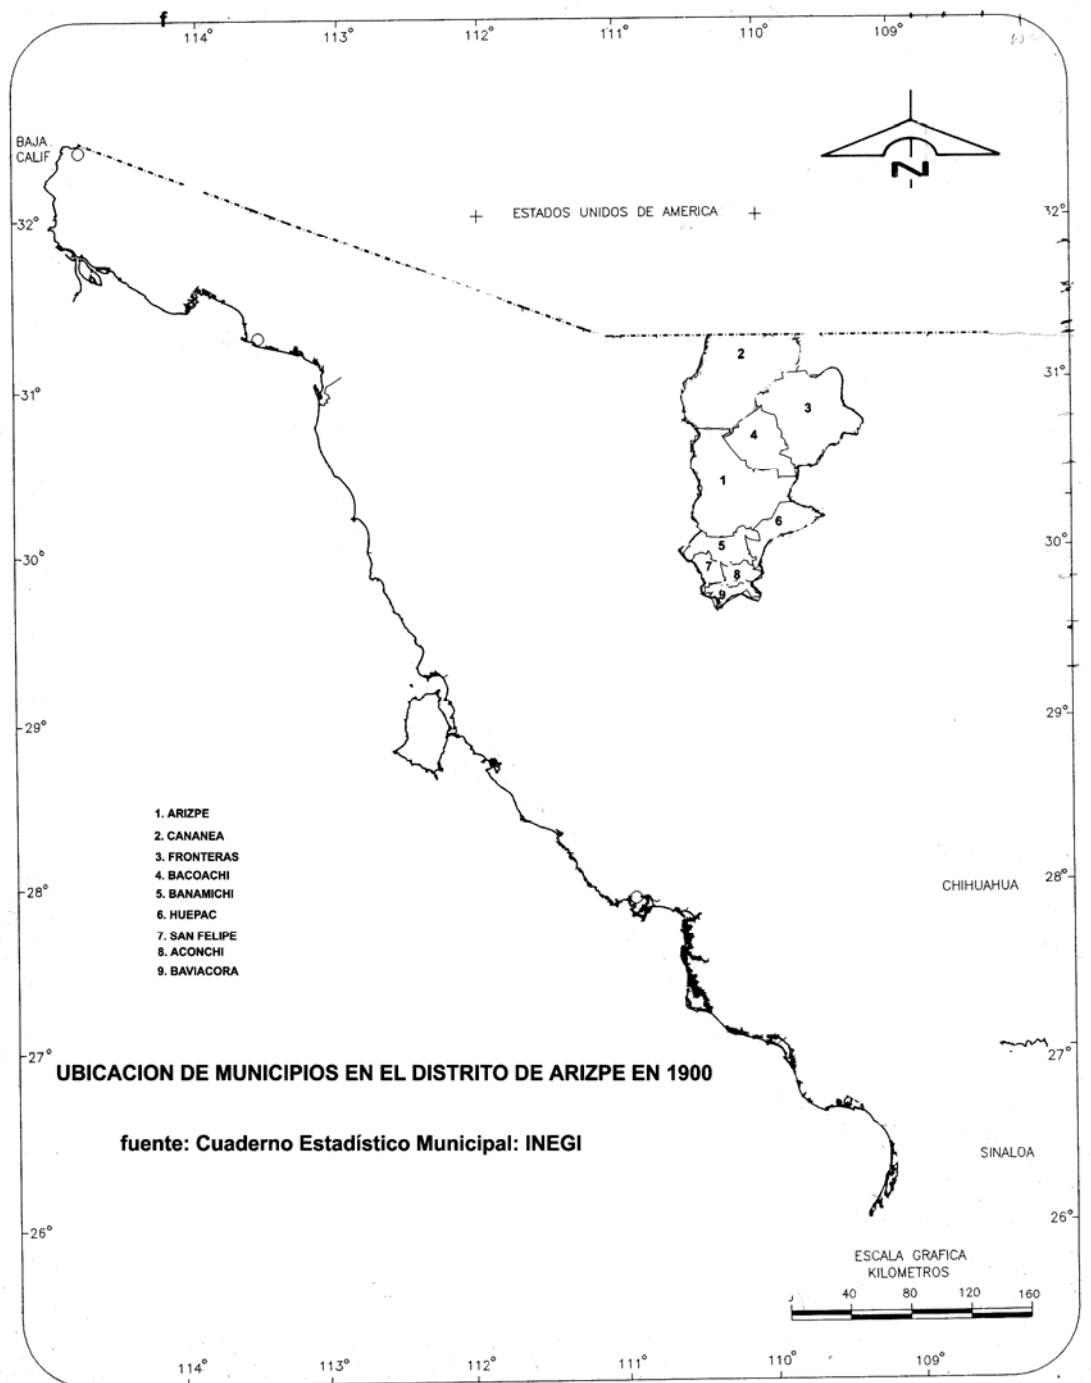 f
114° 113° 112° 111° 110° 109°
BAJA
CALIF
N
ESTADOS UNIDOS DE AMERICA
32° 32°
2
31° 31°
3
4
1
6
5
30° 30°
7 8
9
29° 29°
1. ARIZPE
2. CANANEA
3. FRONTERAS
4. BACOACHI
28° 28°
CHIHUAHUA
5. BANAMICHI
6. HUEPAC
7. SAN FELIPE
8. ACONCHI
9. BAVIACORA
27° 27°
UBICACION DE MUNICIPIOS EN EL DISTRITO DE ARIZPE EN 1900
fuente: Cuaderno Estadístico Municipal: INEGI
SINALOA
26° 26°
ESCALA GRAFICA
KILOMETROS
40 80 120 160
114° 113° 112° 111° 110° 109°